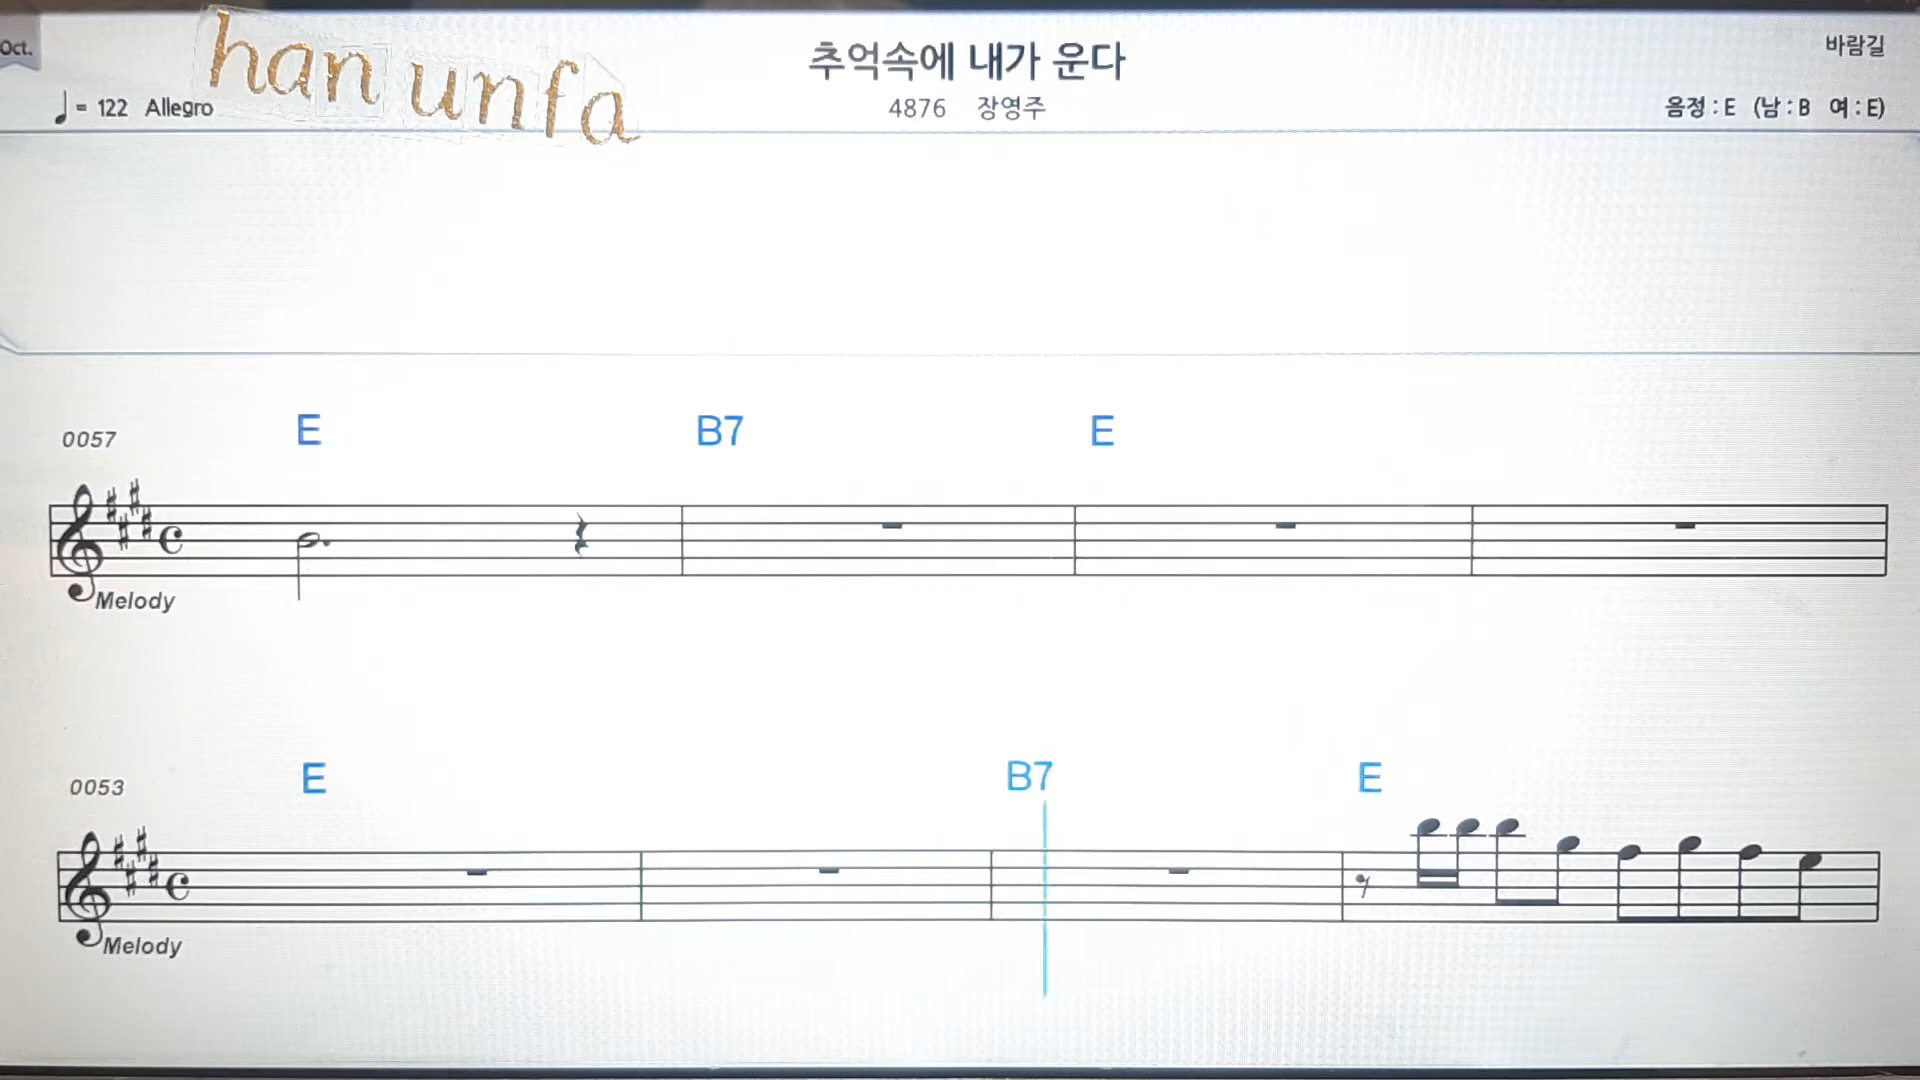 Oct.
han unfa
추억속에 내가 운다
바람길
♩ = 122 Allegro
4876 장영주
음정 : E (남 : B 여 : E)
0057
E B7 E
Melody
0053
E B7 E
Melody